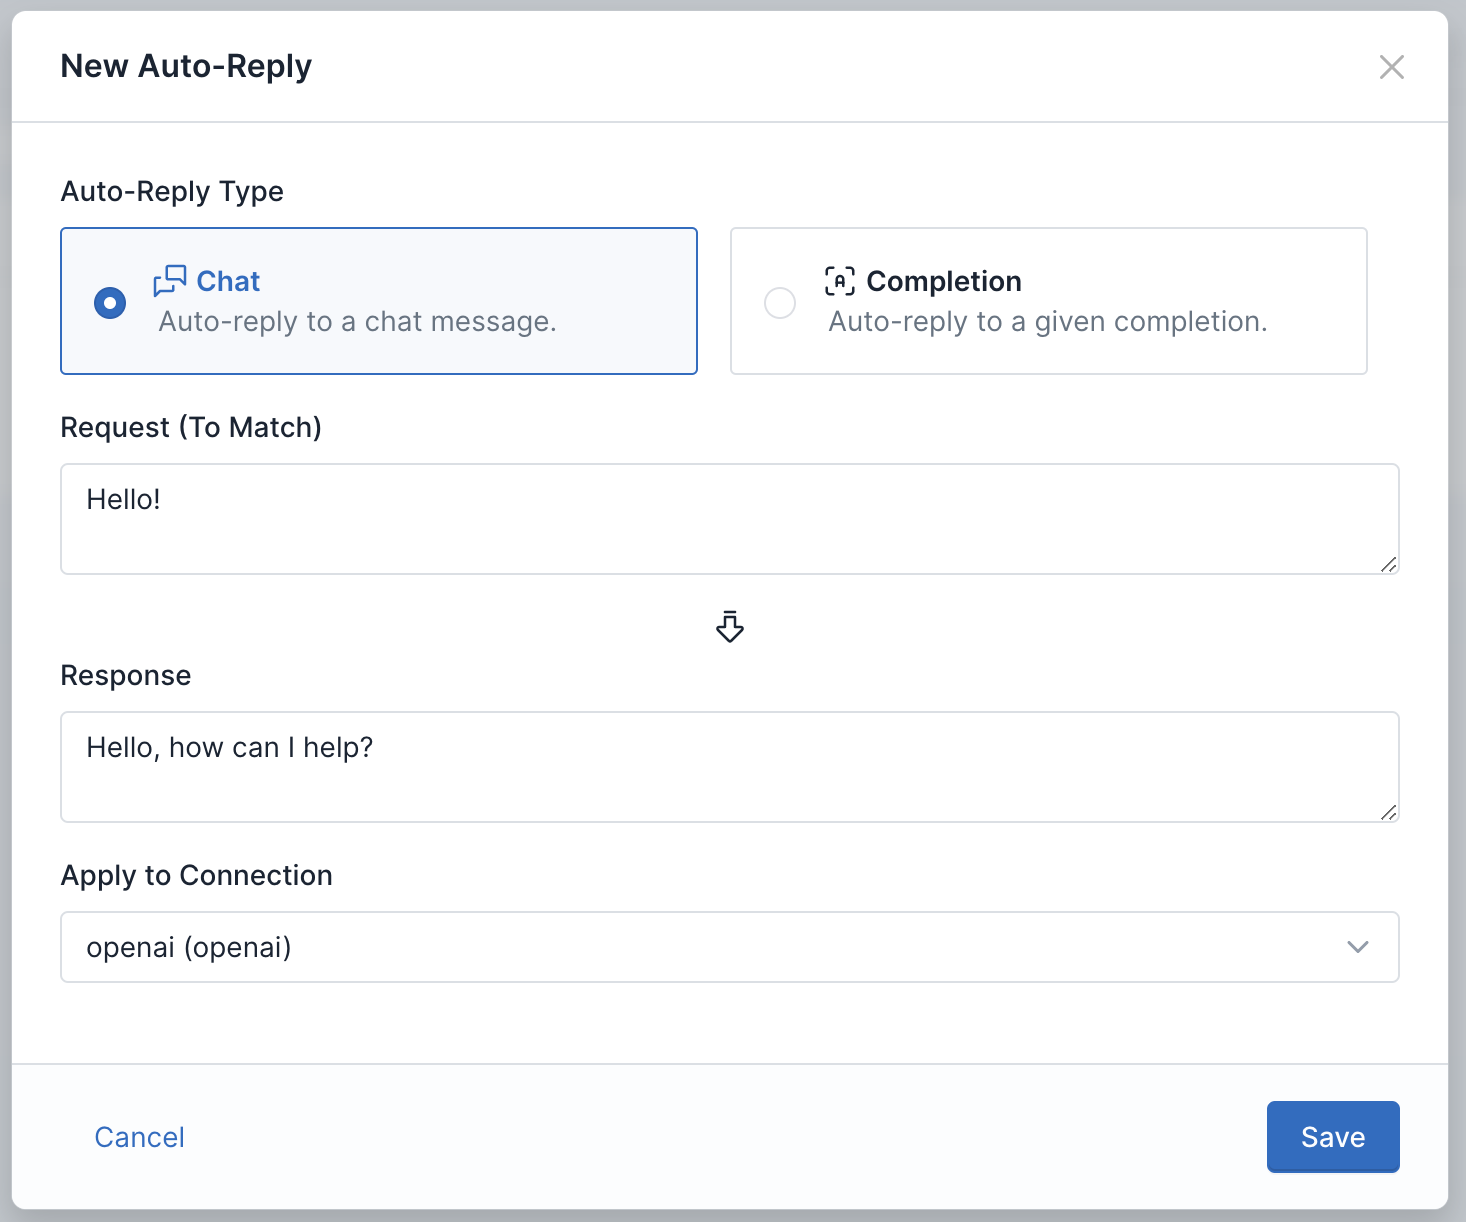 New Auto-Reply
Auto-Reply Type
Chat
Auto-reply to a chat message.
Completion
Auto-reply to a given completion.
Request (To Match)
Hello!
Response
Hello, how can I help?
Apply to Connection
openai (openai)
Cancel
Save